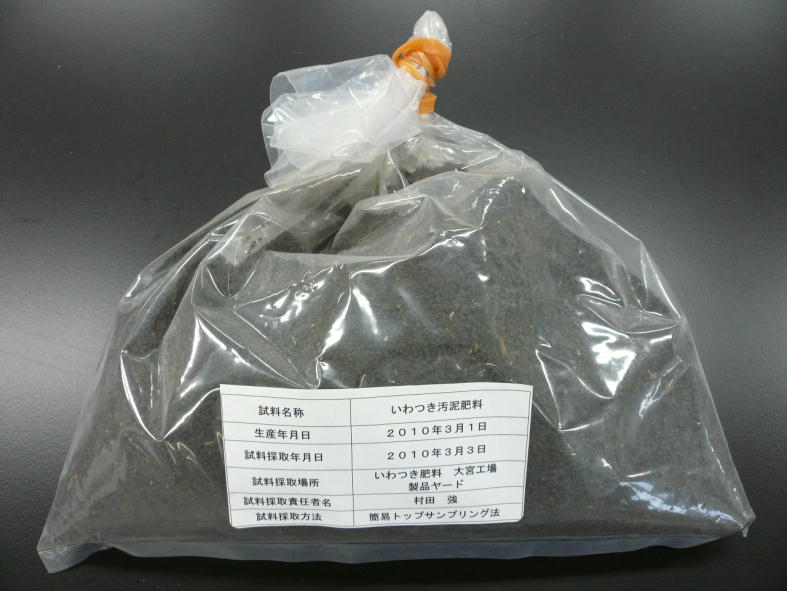 試料名称 いわつき汚泥肥料
生産年月日 2010年3月1日
試料採取年月日 2010年3月3日
試料採取場所 いわつき肥料 大宮工場
製品ヤード
試料採取責任者名 村田 強
試料採取方法 簡易トップサンプリング法